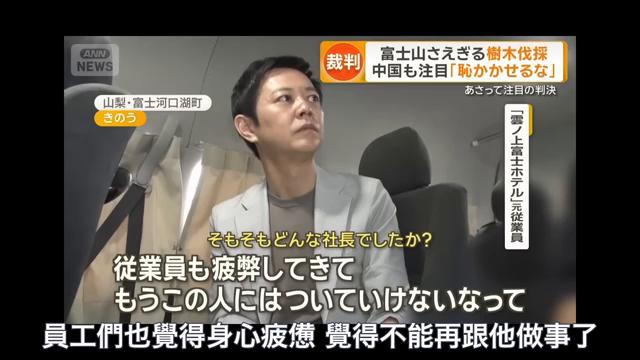 ANN
NEWS
裁判
富士山さえぎる樹木伐採
中国も注目「恥かかせるな」
あさって注目の判決
山梨・富士河口湖町
きのう
「雲ノ上富士ホテル」元従業員
そもそもどんな社長でしたか?
従業員も疲弊してきて
もうこの人にはついていけないなって
員工們也覺得身心疲憊 覺得不能再跟他做事了